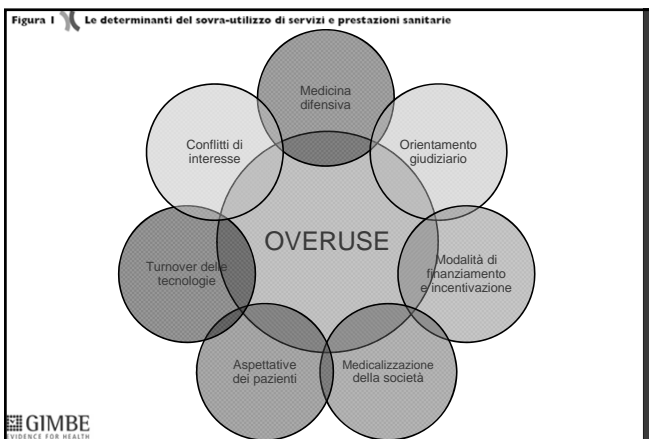 Figura 1 Le determinanti del sovra-utilizzo di servizi e prestazioni sanitarie
Medicina
difensiva
Conflitti di
interesse
Orientamento
giudiziario
OVERUSE
Turnover delle
tecnologie
Modalità di
finanziamento
e incentivazione
Aspettative
dei pazienti
Medicalizzazione
della società
GIMBE
EVIDENCE FOR HEALTH